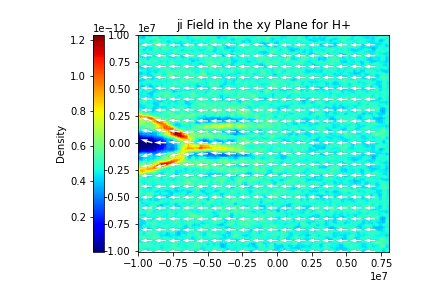 ji Field in the xy Plane for H+
1e−12
1e7
1.2
1.0
0.8
0.6
0.4
0.2
Density
1.00
0.75
0.50
0.25
0.00
−0.25
−0.50
−0.75
−1.00
−1.00 −0.75 −0.50 −0.25 0.00 0.25 0.50 0.75
1e7